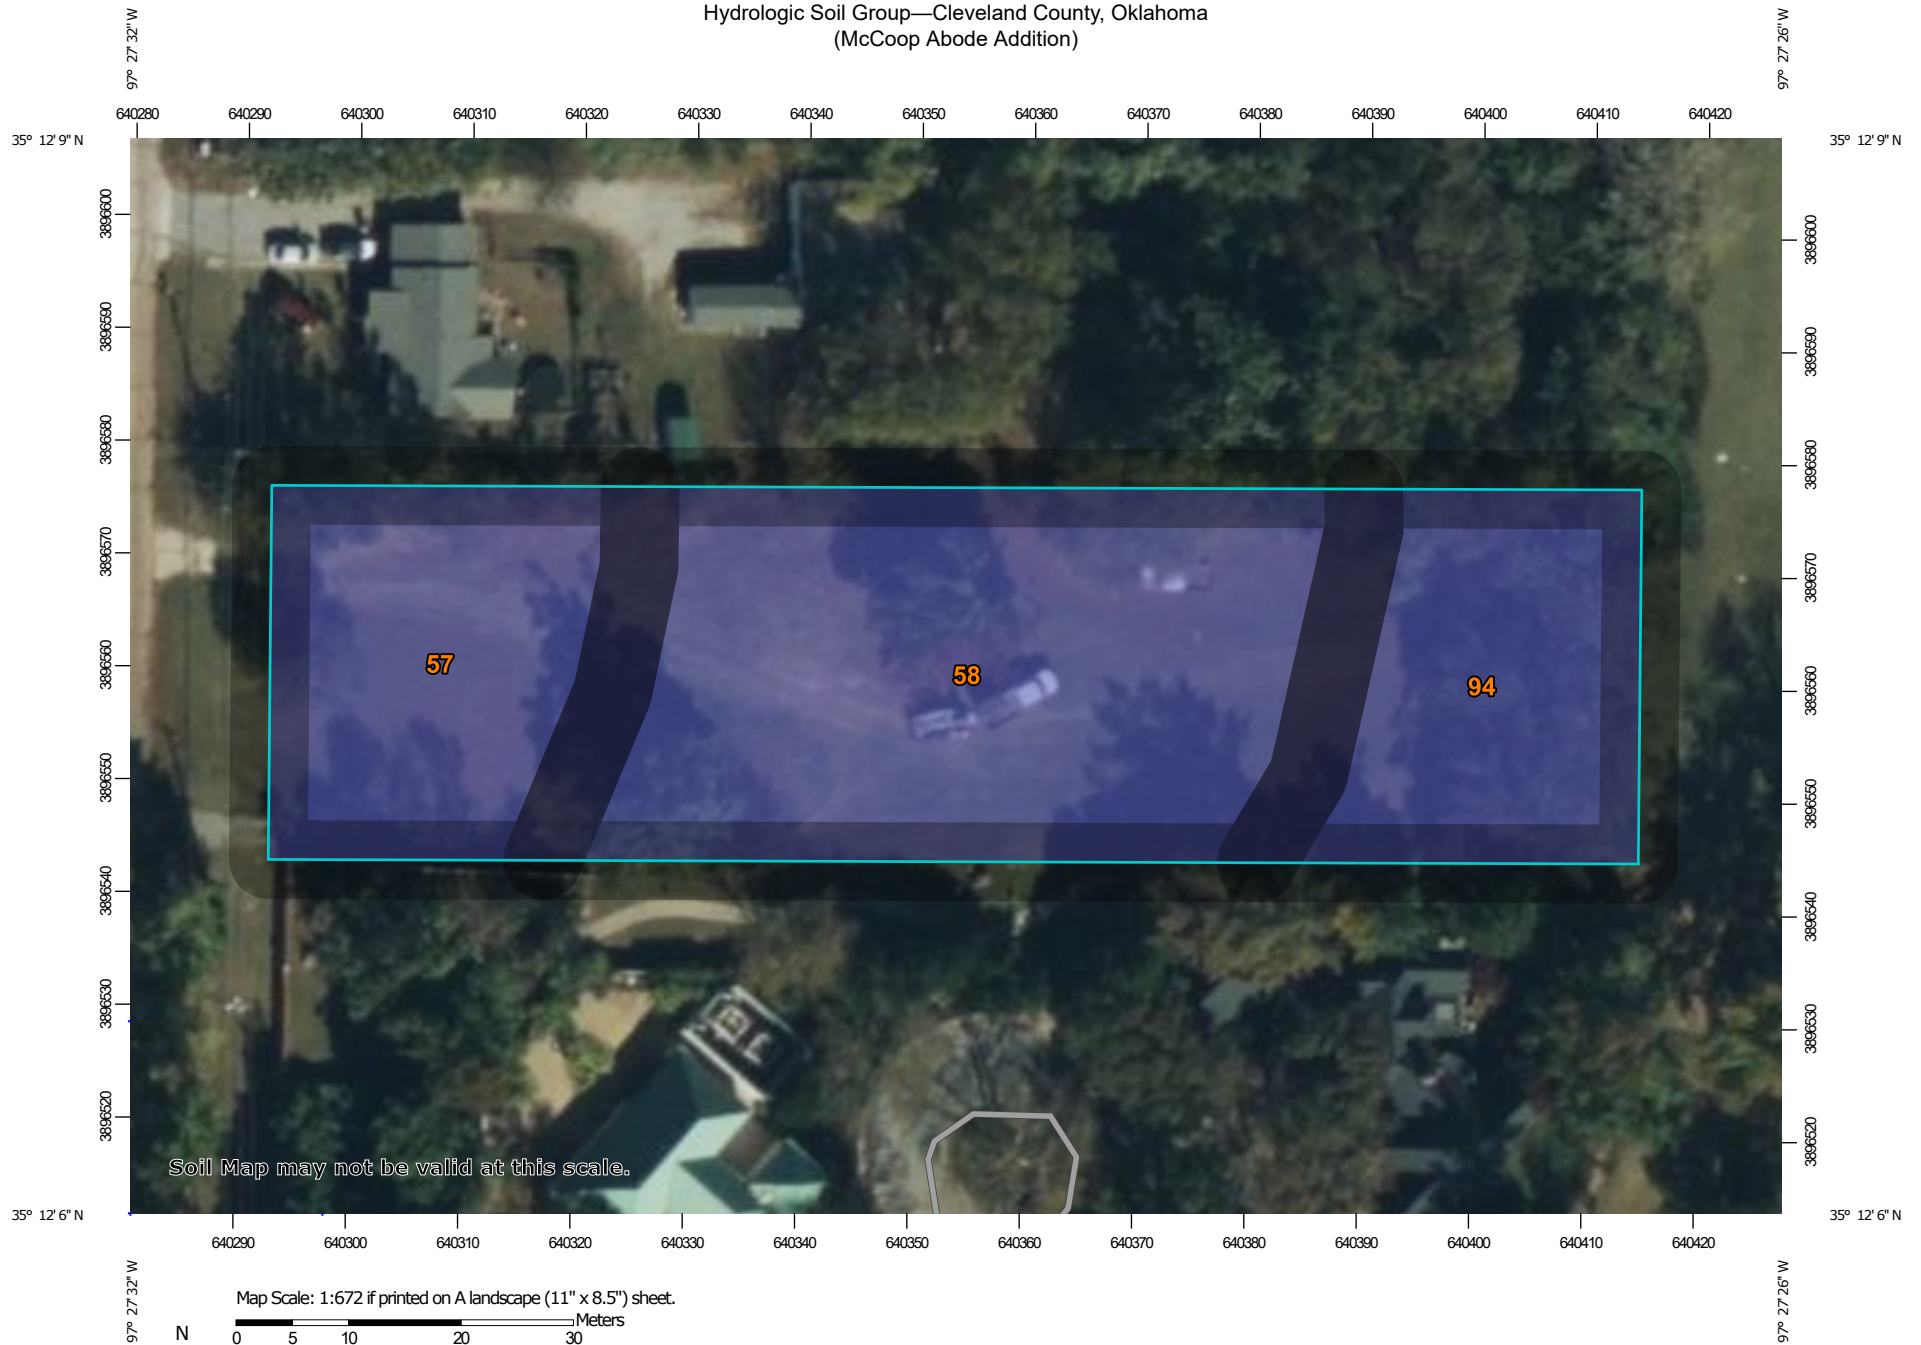 Hydrologic Soil Group—Cleveland County, Oklahoma
(McCoop Abode Addition)
97° 27' 32" W
97° 27' 26" W
640280 640290 640300 640310 640320 640330 640340 640350 640360 640370 640380 640390 640400 640410 640420
35° 12' 9" N
35° 12' 9" N
3896600
3896600
3896590
3896590
3896580
3896580
3896570
3896570
3896560
3896560
3896550
3896550
3896540
3896540
3896530
3896530
3896520
3896520
57
58
94
Soil Map may not be valid at this scale.
35° 12' 6" N
35° 12' 6" N
640290 640300 640310 640320 640330 640340 640350 640360 640370 640380 640390 640400 640410 640420
97° 27' 32" W
97° 27' 26" W
Map Scale: 1:672 if printed on A landscape (11" x 8.5") sheet.
Meters
N
0 5 10 20 30